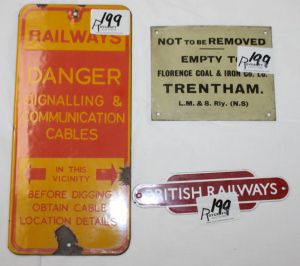 199
RAILWAYS
DANGER
SIGNALLING &
COMMUNICATION
CABLES
IN THIS
VICINITY
BEFORE DIGGING
OBTAIN CABLE
LOCATION DETAILS
199
NOT TO BE REMOVED
EMPTY TO
FLORENCE COAL & IRON CO. LD.
TRENTHAM.
L.M. & S. Rly. (N.S)
BRITISH RAILWAYS
199